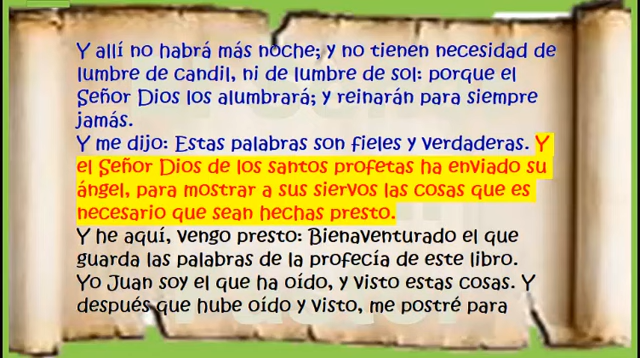 Y allí no habrá más noche; y no tienen necesidad de
lumbre de candil, ni de lumbre de sol: porque el
Señor Dios los alumbrará; y reinarán para siempre
jamás.
Y me dijo: Estas palabras son fieles y verdaderas. Y
el Señor Dios de los santos profetas ha enviado su
ángel, para mostrar a sus siervos las cosas que es
necesario que sean hechas presto.
Y he aquí, vengo presto: Bienaventurado el que
guarda las palabras de la profecía de este libro.
Yo Juan soy el que ha oído, y visto estas cosas. Y
después que hube oído y visto, me postré para